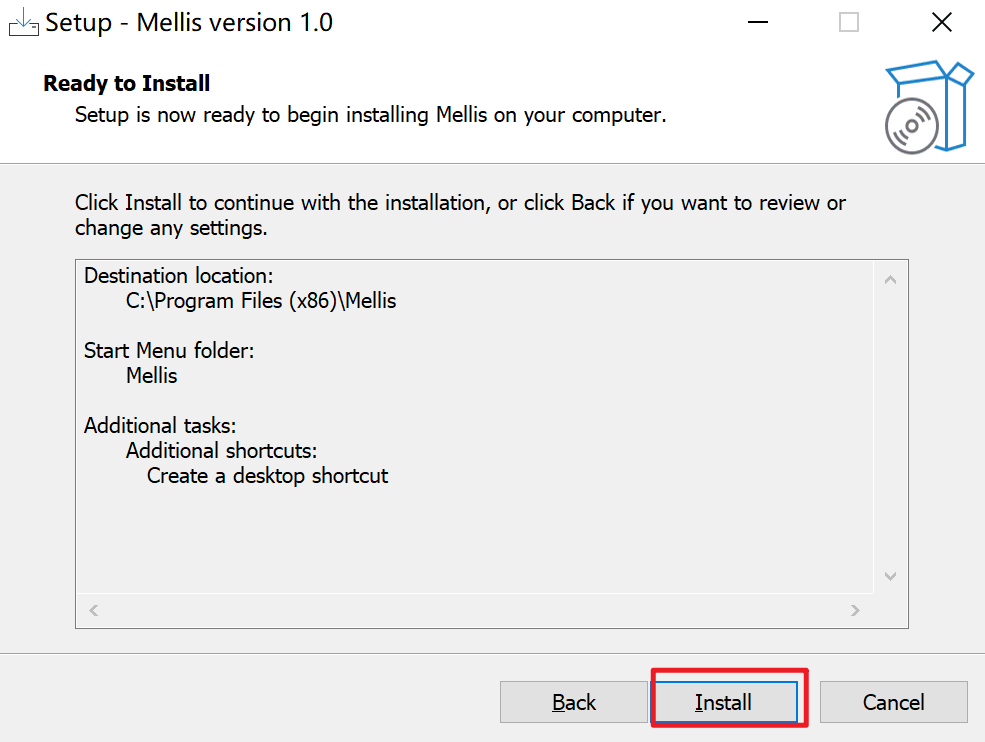 Setup - Mellis version 1.0
Ready to Install
Setup is now ready to begin installing Mellis on your computer.
Click Install to continue with the installation, or click Back if you want to review or
change any settings.
Destination location:
C:\Program Files (x86)\Mellis
Start Menu folder:
Mellis
Additional tasks:
Additional shortcuts:
Create a desktop shortcut
Back
Install
Cancel